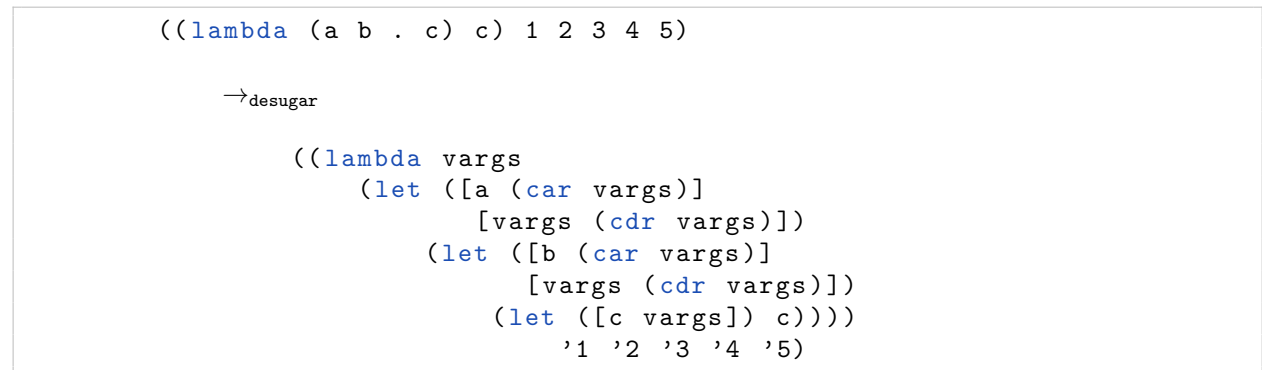 ((lambda (a b . c) c) 1 2 3 4 5)
→desugar
((lambda vargs
(let ([a (car vargs)]
[vargs (cdr vargs)])
(let ([b (car vargs)]
[vargs (cdr vargs)])
(let ([c vargs]) c))))
’1 ’2 ’3 ’4 ’5)